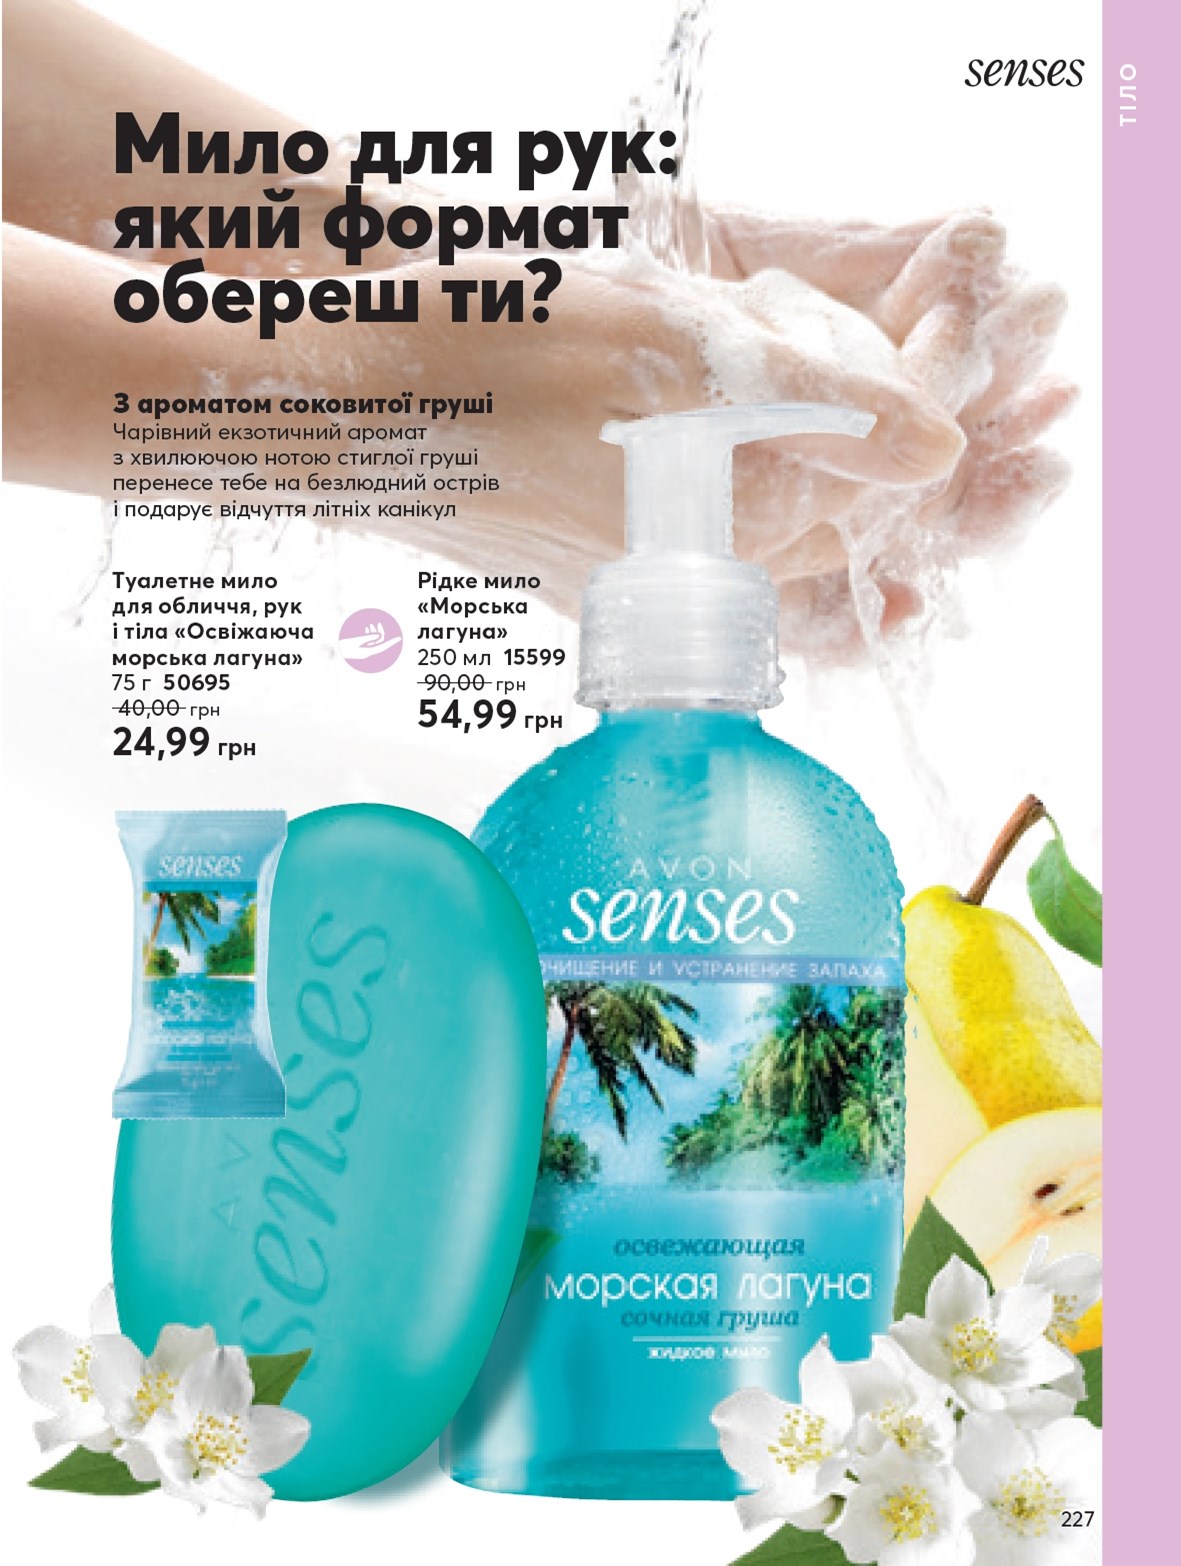 senses
ТІЛО
Мило для рук:
який формат
обереш ти?
З ароматом соковитої груші
Чарівний екзотичний аромат
з хвилюючою нотою стиглої груші
перенесе тебе на безлюдний острів
і подарує відчуття літніх канікул
Туалетне мило
для обличчя, рук
і тіла «Освіжаюча
морська лагуна»
75 г 50695
40,00 грн
24,99 грн
Рідке мило
«Морська
лагуна»
250 мл 15599
90,00 грн
54,99 грн
senses
senses
AVON
senses
ОЧИЩЕНИЕ И УСТРАНЕНИЕ ЗАПАХА
освежающая
морская лагуна
сочная груша
жидкое мыло
227